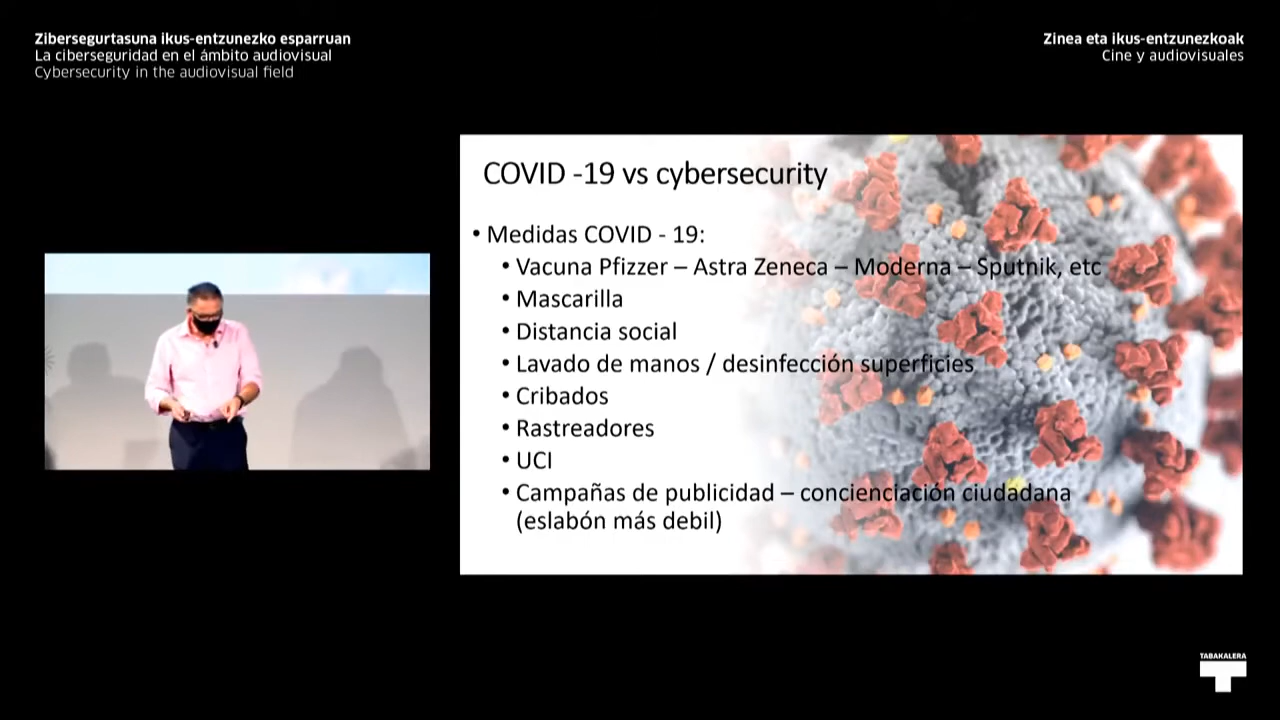 Zibersegurtasuna ikus-entzunezko esparruan
La ciberseguridad en el ámbito audiovisual
Cybersecurity in the audiovisual field
Zinea eta ikus-entzunezkoak
Cine y audiovisuales
COVID -19 vs cybersecurity
• Medidas COVID - 19:
• Vacuna Pfizzer – Astra Zeneca – Moderna – Sputnik, etc
• Mascarilla
• Distancia social
• Lavado de manos / desinfección superficies
• Cribados
• Rastreadores
• UCI
• Campañas de publicidad – concienciación ciudadana
(eslabón más debil)
TABAKALERA